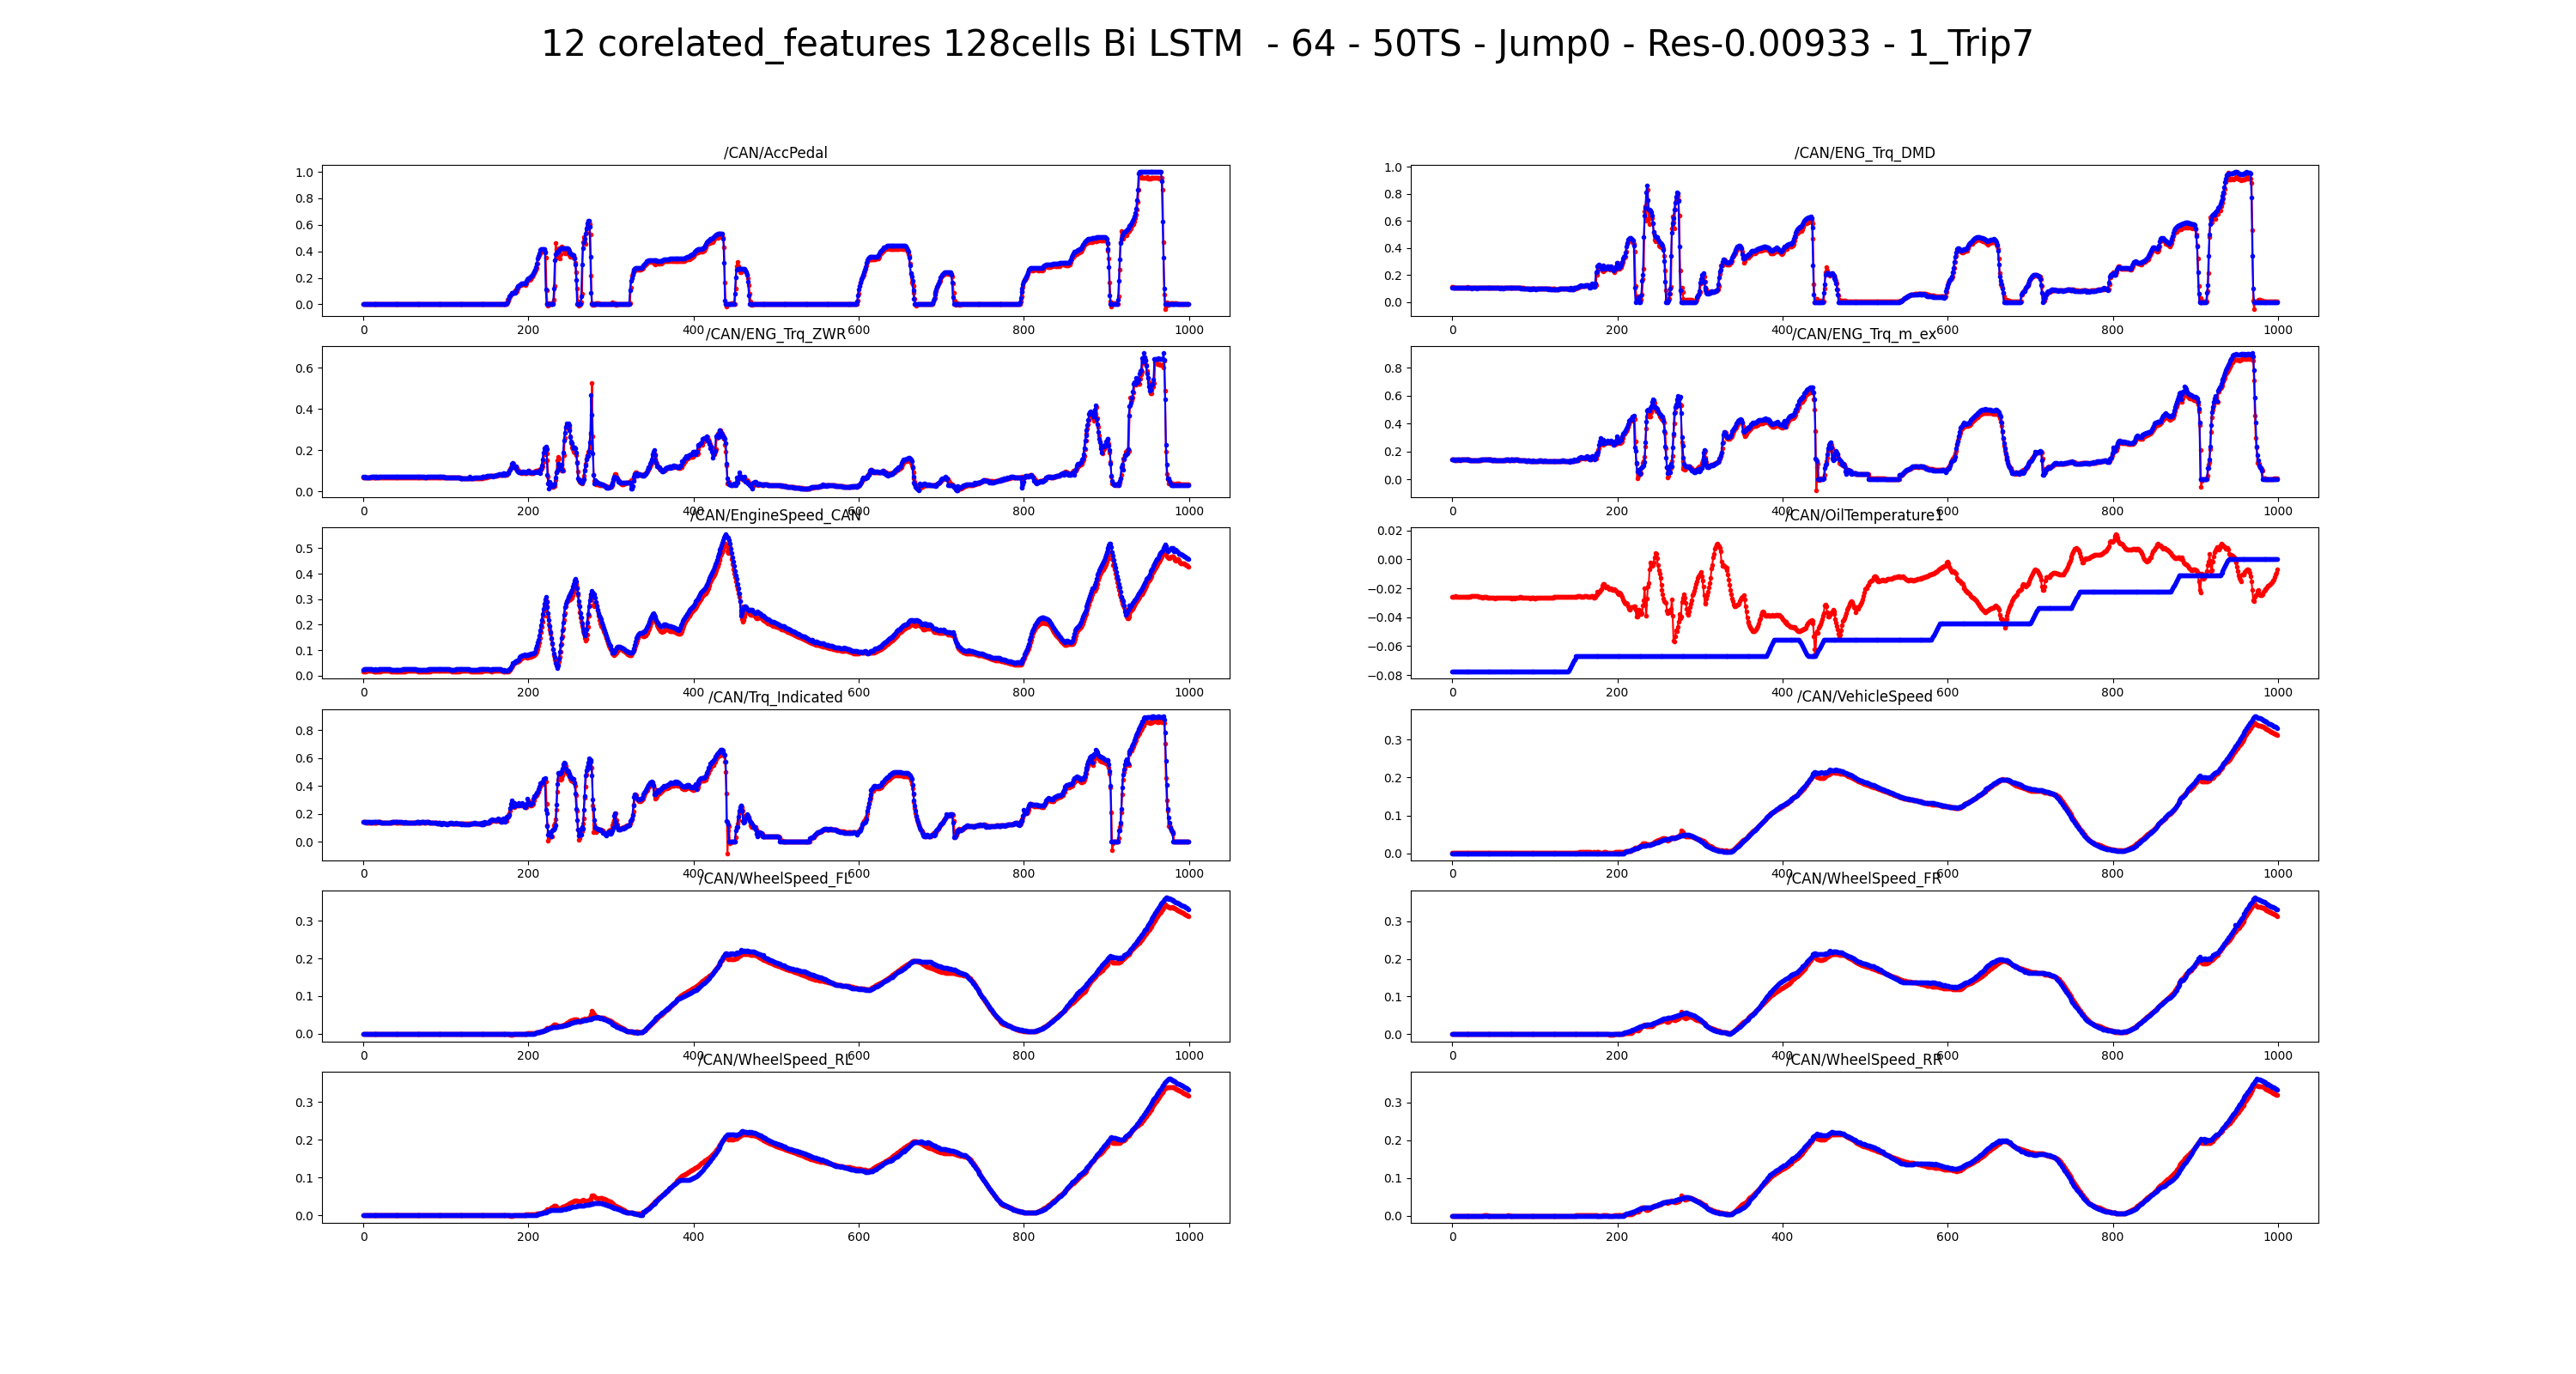 12 corelated_features 128cells Bi LSTM  - 64 - 50TS - Jump0 - Res-0.00933 - 1_Trip7
/CAN/AccPedal
1.0
0.8
0.6
0.4
0.2
0.0
0 200 400 600 800 1000
/CAN/ENG_Trq_DMD
1.0
0.8
0.6
0.4
0.2
0.0
0 200 400 600 800 1000
/CAN/ENG_Trq_ZWR
0.6
0.4
0.2
0.0
0 200 400 600 800 1000
/CAN/ENG_Trq_m_ex
0.8
0.6
0.4
0.2
0.0
0 200 400 600 800 1000
/CAN/EngineSpeed_CAN
0.5
0.4
0.3
0.2
0.1
0.0
0 200 400 600 800 1000
/CAN/OilTemperature1
0.02
0.00
−0.02
−0.04
−0.06
−0.08
0 200 400 600 800 1000
/CAN/Trq_Indicated
0.8
0.6
0.4
0.2
0.0
0 200 400 600 800 1000
/CAN/VehicleSpeed
0.3
0.2
0.1
0.0
0 200 400 600 800 1000
/CAN/WheelSpeed_FL
0.3
0.2
0.1
0.0
0 200 400 600 800 1000
/CAN/WheelSpeed_FR
0.3
0.2
0.1
0.0
0 200 400 600 800 1000
/CAN/WheelSpeed_RL
0.3
0.2
0.1
0.0
0 200 400 600 800 1000
/CAN/WheelSpeed_RR
0.3
0.2
0.1
0.0
0 200 400 600 800 1000